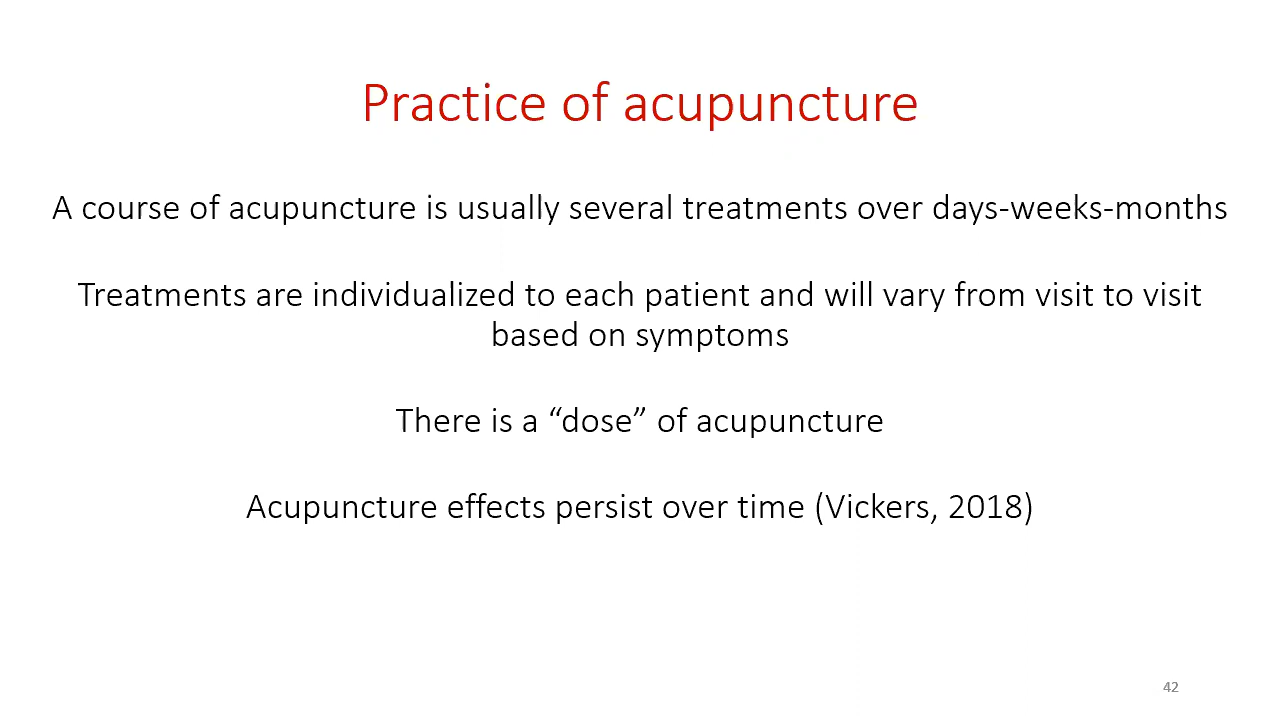 Practice of acupuncture
A course of acupuncture is usually several treatments over days-weeks-months
Treatments are individualized to each patient and will vary from visit to visit
based on symptoms
There is a “dose” of acupuncture
Acupuncture effects persist over time (Vickers, 2018)
42